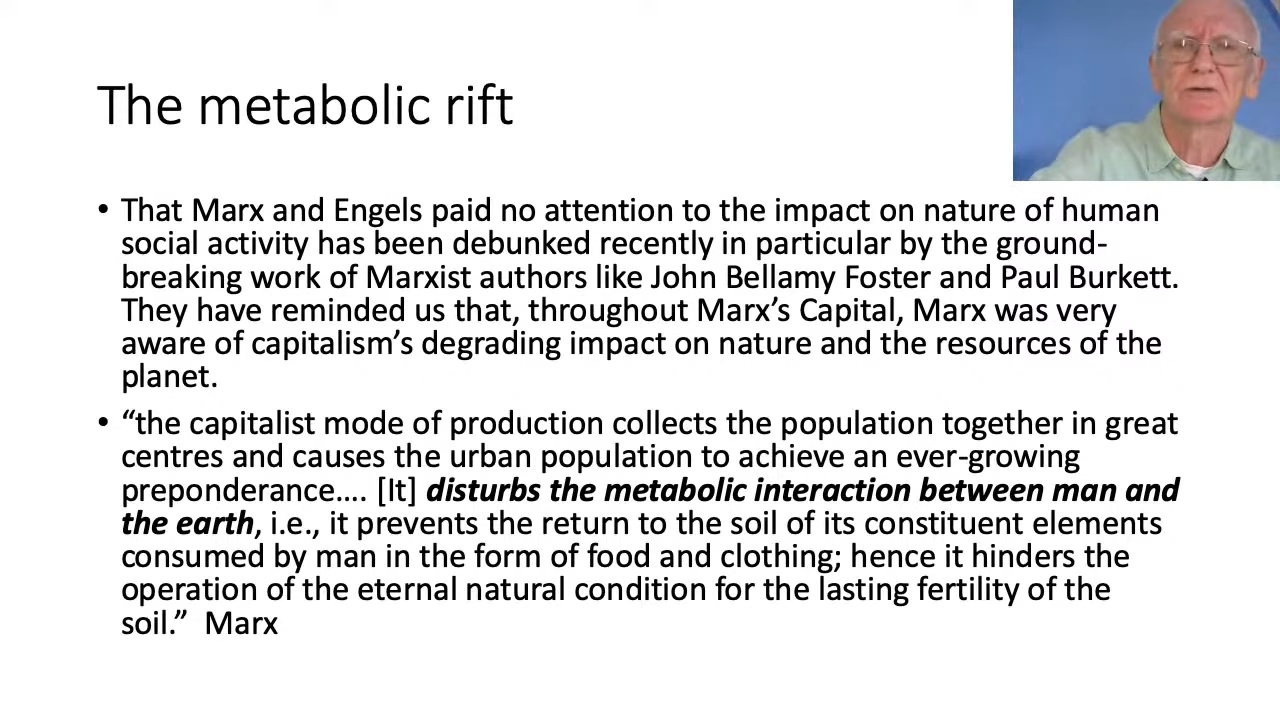 The metabolic rift
• That Marx and Engels paid no attention to the impact on nature of human
social activity has been debunked recently in particular by the ground-
breaking work of Marxist authors like John Bellamy Foster and Paul Burkett.
They have reminded us that, throughout Marx’s Capital, Marx was very
aware of capitalism’s degrading impact on nature and the resources of the
planet.
• “the capitalist mode of production collects the population together in great
centres and causes the urban population to achieve an ever-growing
preponderance…. [It] disturbs the metabolic interaction between man and
the earth, i.e., it prevents the return to the soil of its constituent elements
consumed by man in the form of food and clothing; hence it hinders the
operation of the eternal natural condition for the lasting fertility of the
soil.”  Marx